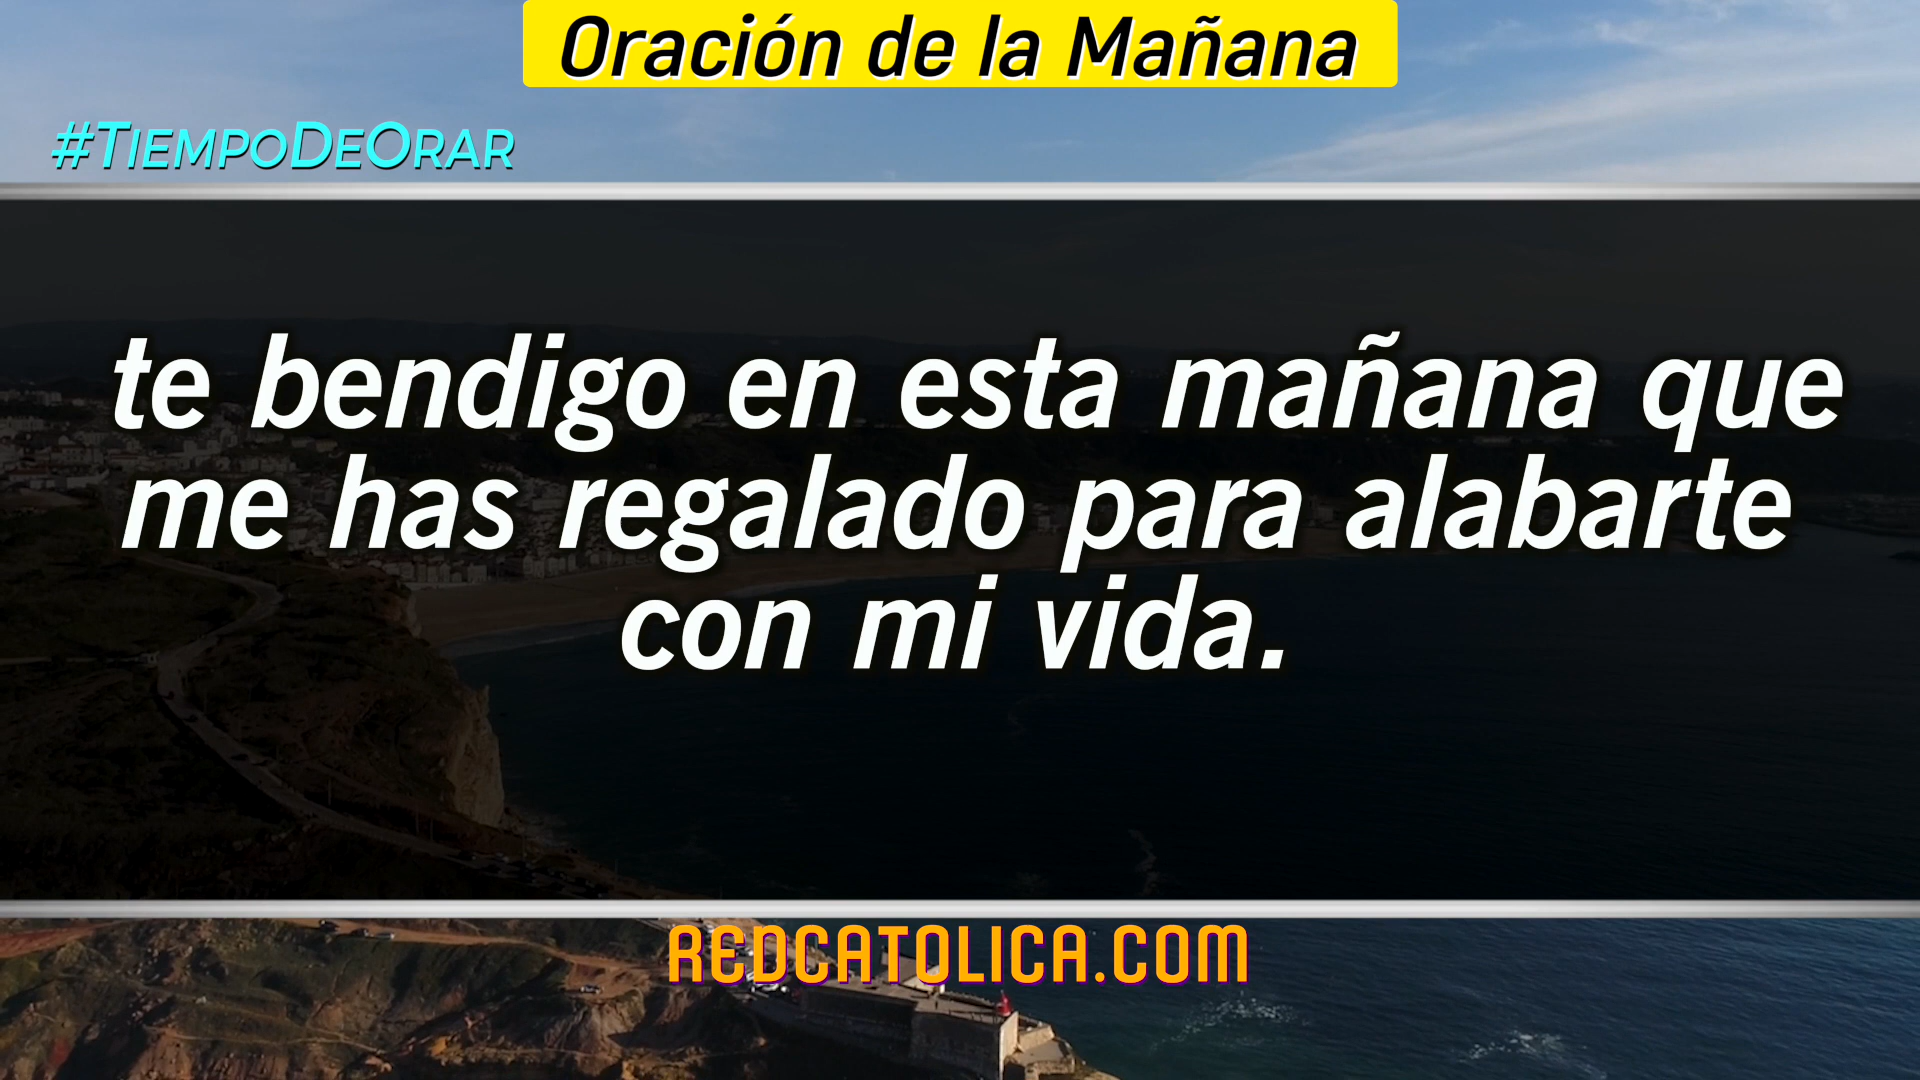 Oración de la Mañana
#TiempoDeOrar
te bendigo en esta mañana que
me has regalado para alabarte
con mi vida.
REDCATOLICA.COM